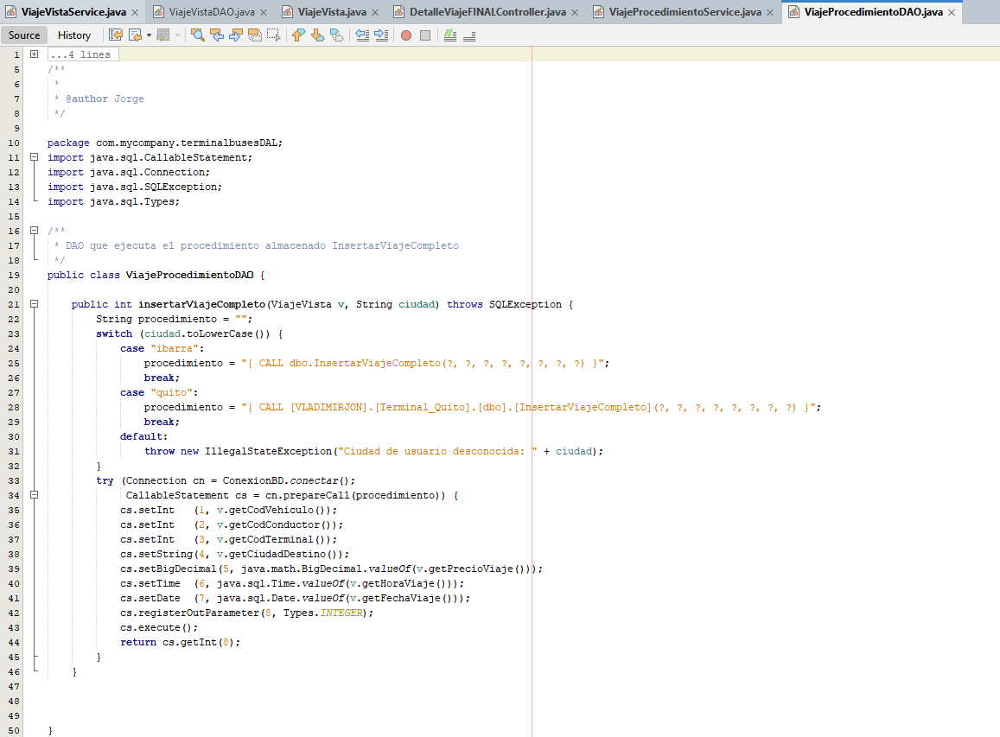 ViajeVistaService.java × ViajeVistaDAO.java × ViajeVista.java × DetalleViajeFINALController.java × ViajeProcedimientoService.java × ViajeProcedimientoDAO.java ×
Source History
1 ...4 lines
5 /**
6 *
7 * @author Jorge
8 */
9
10 package com.mycompany.terminalbusesDAL;
11 import java.sql.CallableStatement;
12 import java.sql.Connection;
13 import java.sql.SQLException;
14 import java.sql.Types;
15
16 /**
17 * DAO que ejecuta el procedimiento almacenado InsertarViajeCompleto
18 */
19 public class ViajeProcedimientoDAO {
20
21 public int insertarViajeCompleto(ViajeVista v, String ciudad) throws SQLException {
22 String procedimiento = "";
23 switch (ciudad.toLowerCase()) {
24 case "ibarra":
25 procedimiento = "{ CALL dbo.InsertarViajeCompleto(?, ?, ?, ?, ?, ?, ?, ?) }";
26 break;
27 case "quito":
28 procedimiento = "{ CALL [VLADIMIRJON].[Terminal_Quito].[dbo].[InsertarViajeCompleto](?, ?, ?, ?, ?, ?, ?, ?) }";
29 break;
30 default:
31 throw new IllegalStateException("Ciudad de usuario desconocida: " + ciudad);
32 }
33 try (Connection cn = ConexionBD.conectar();
34 CallableStatement cs = cn.prepareCall(procedimiento)) {
35 cs.setInt (1, v.getCodVehiculo());
36 cs.setInt (2, v.getCodConductor());
37 cs.setInt (3, v.getCodTerminal());
38 cs.setString(4, v.getCiudadDestino());
39 cs.setBigDecimal(5, java.math.BigDecimal.valueOf(v.getPrecioViaje()));
40 cs.setTime (6, java.sql.Time.valueOf(v.getHoraViaje()));
41 cs.setDate (7, java.sql.Date.valueOf(v.getFechaViaje()));
42 cs.registerOutParameter(8, Types.INTEGER);
43 cs.execute();
44 return cs.getInt(8);
45 }
46 }
47
48
49
50 }